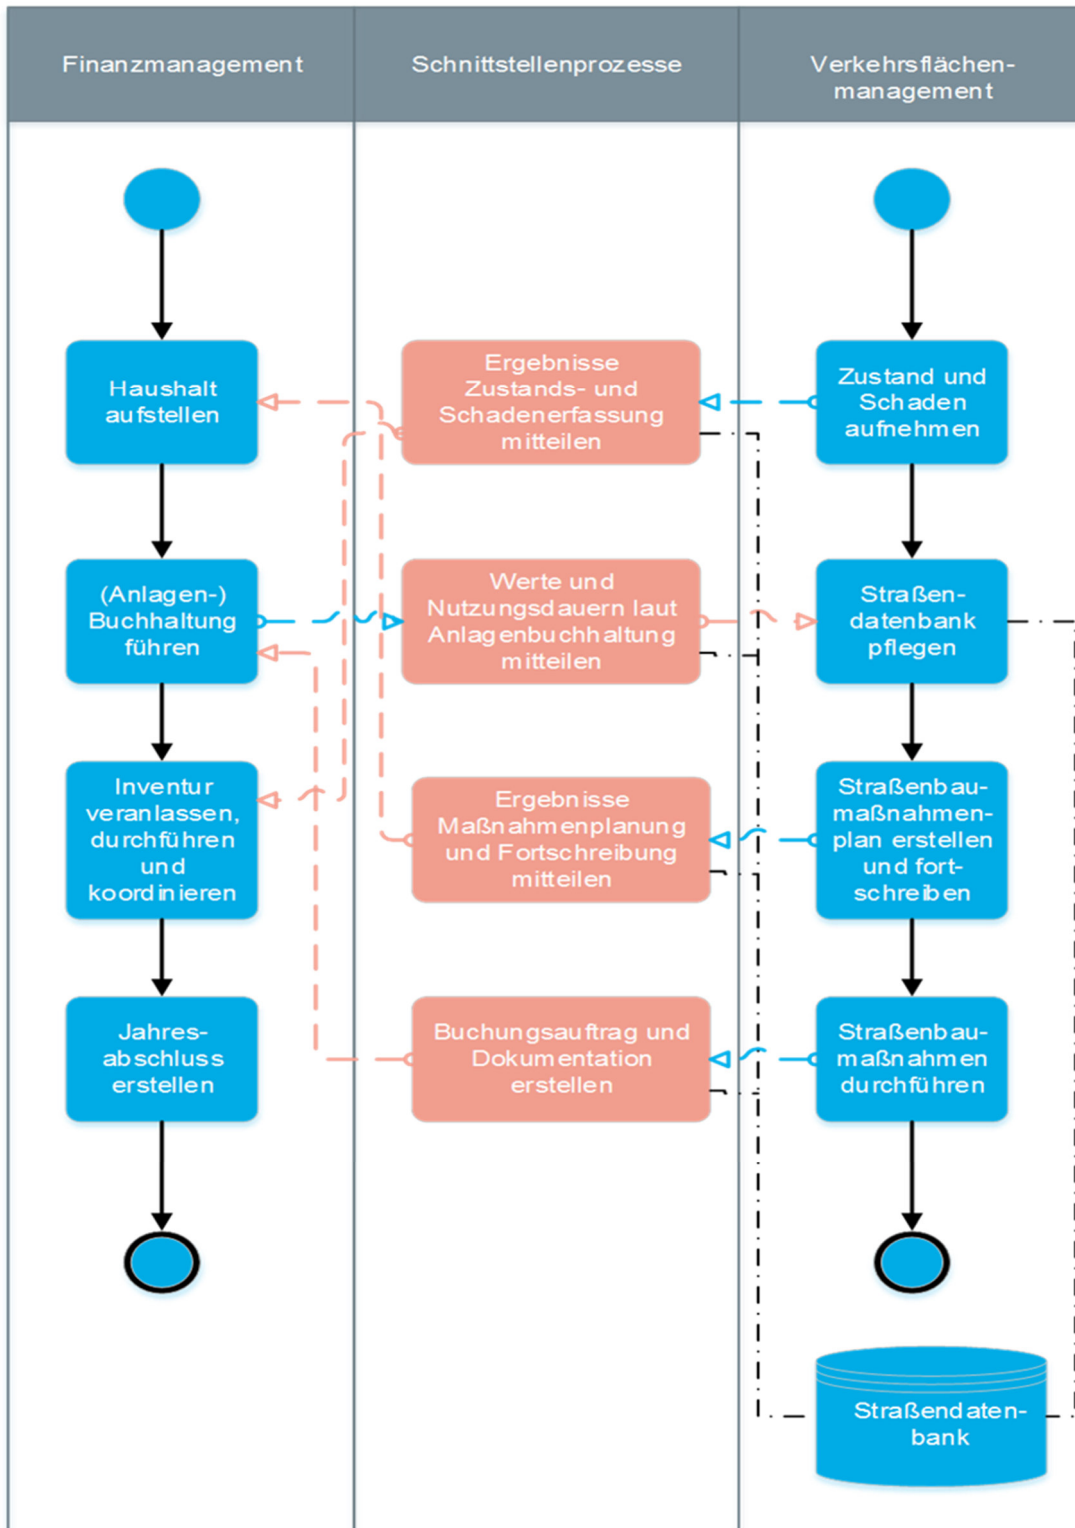 Finanzmanagement
Schnittstellenprozesse
Verkehrsflächen-
management
Haushalt
aufstellen
Ergebnisse
Zustands- und
Schadenerfassung
mitteilen
Zustand und
Schaden
aufnehmen
(Anlagen-)
Buchhaltung
führen
Werte und
Nutzungsdauern laut
Anlagenbuchhaltung
mitteilen
Straßen-
datenbank
pflegen
Inventur
veranlassen,
durchführen
und
koordinieren
Ergebnisse
Maßnahmenplanung
und Fortschreibung
mitteilen
Straßenbau-
maßnahmen-
plan erstellen
und fort-
schreiben
Jahres-
abschluss
erstellen
Buchungsauftrag und
Dokumentation
erstellen
Straßenbau-
maßnahmen
durchführen
Straßendaten-
bank